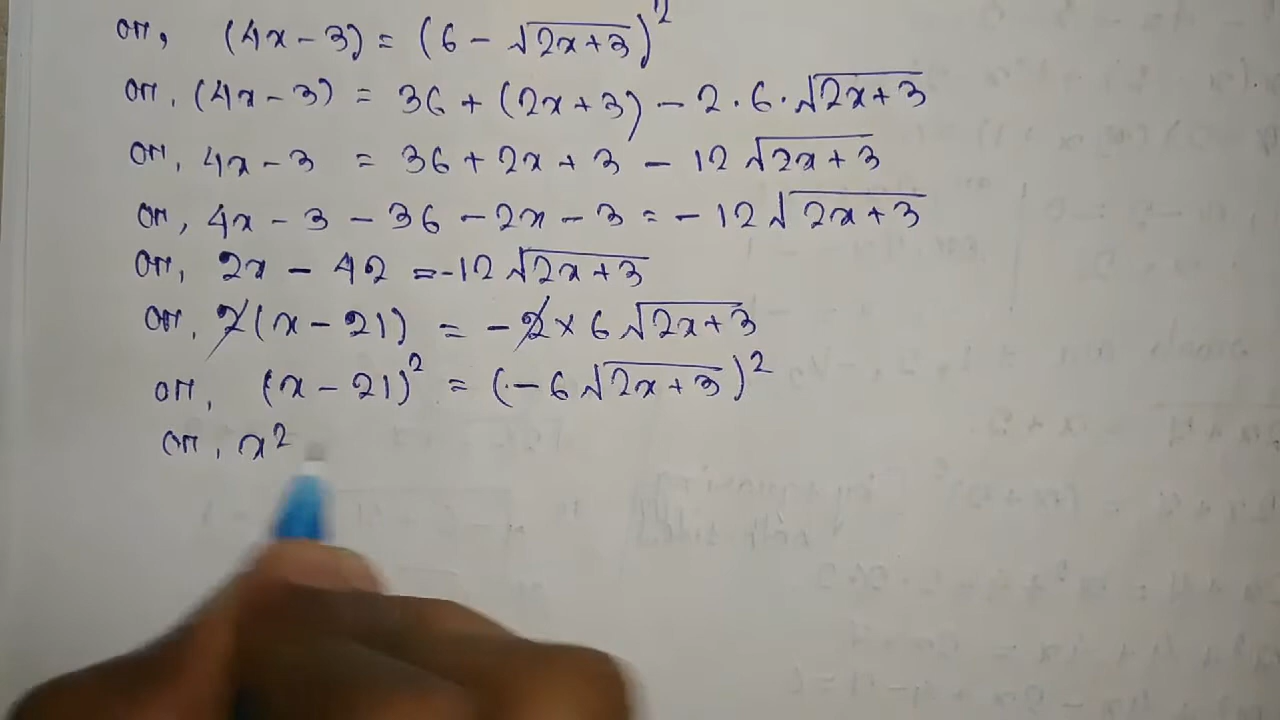 or, (4x - 3) = (6 - √(2x+3))²
or, (4x - 3) = 36 + (2x + 3) - 2 · 6 · √(2x+3)
or, 4x - 3 = 36 + 2x + 3 - 12 √(2x+3)
or, 4x - 3 - 36 - 2x - 3 = - 12 √(2x+3)
or, 2x - 42 = -12 √(2x+3)
or, 2(x - 21) = - 2 × 6 √(2x+3)
or, (x - 21)² = (- 6 √(2x+3))²
or, x²